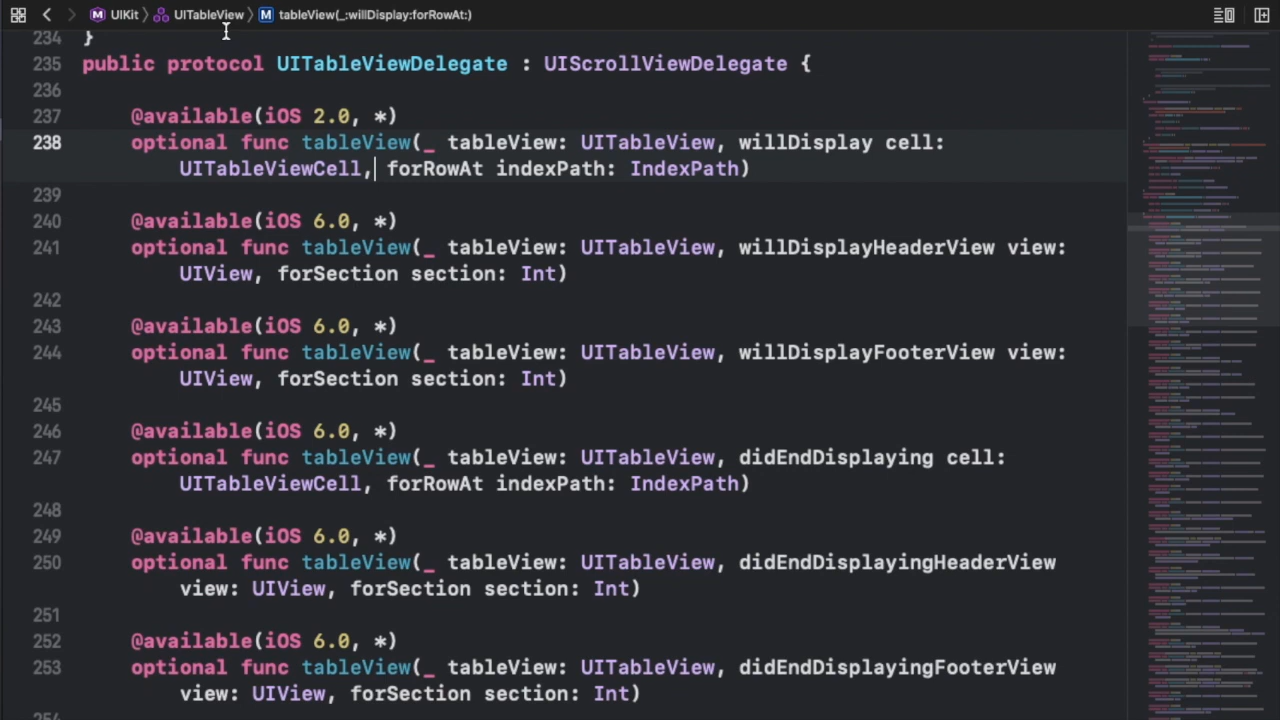 UIKit UITableView M tableView(_:willDisplay:forRowAt:)
234 }
235 public protocol UITableViewDelegate : UIScrollViewDelegate {
236
237 @available(iOS 2.0, *)
238 optional func tableView(_ tableView: UITableView, willDisplay cell:
UITableViewCell, forRowAt indexPath: IndexPath)
239
240 @available(iOS 6.0, *)
241 optional func tableView(_ tableView: UITableView, willDisplayHeaderView view:
UIView, forSection section: Int)
242
243 @available(iOS 6.0, *)
244 optional func tableView(_ tableView: UITableView, willDisplayFooterView view:
UIView, forSection section: Int)
245
246 @available(iOS 6.0, *)
247 optional func tableView(_ tableView: UITableView, didEndDisplaying cell:
UITableViewCell, forRowAt indexPath: IndexPath)
248
249 @available(iOS 6.0, *)
250 optional func tableView(_ tableView: UITableView, didEndDisplayingHeaderView
view: UIView, forSection section: Int)
251
252 @available(iOS 6.0, *)
253 optional func tableView(_ tableView: UITableView, didEndDisplayingFooterView
view: UIView, forSection section: Int)
254